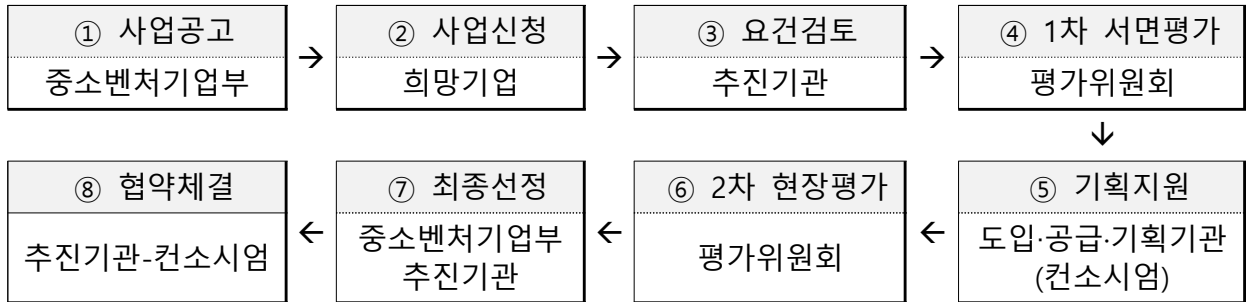 ① 사업공고
중소벤처기업부
→
② 사업신청
희망기업
→
③ 요건검토
추진기관
→
④ 1차 서면평가
평가위원회
↓
⑤ 기획지원
도입·공급·기획기관
(컨소시엄)
←
⑥ 2차 현장평가
평가위원회
←
⑦ 최종선정
중소벤처기업부
추진기관
←
⑧ 협약체결
추진기관-컨소시엄